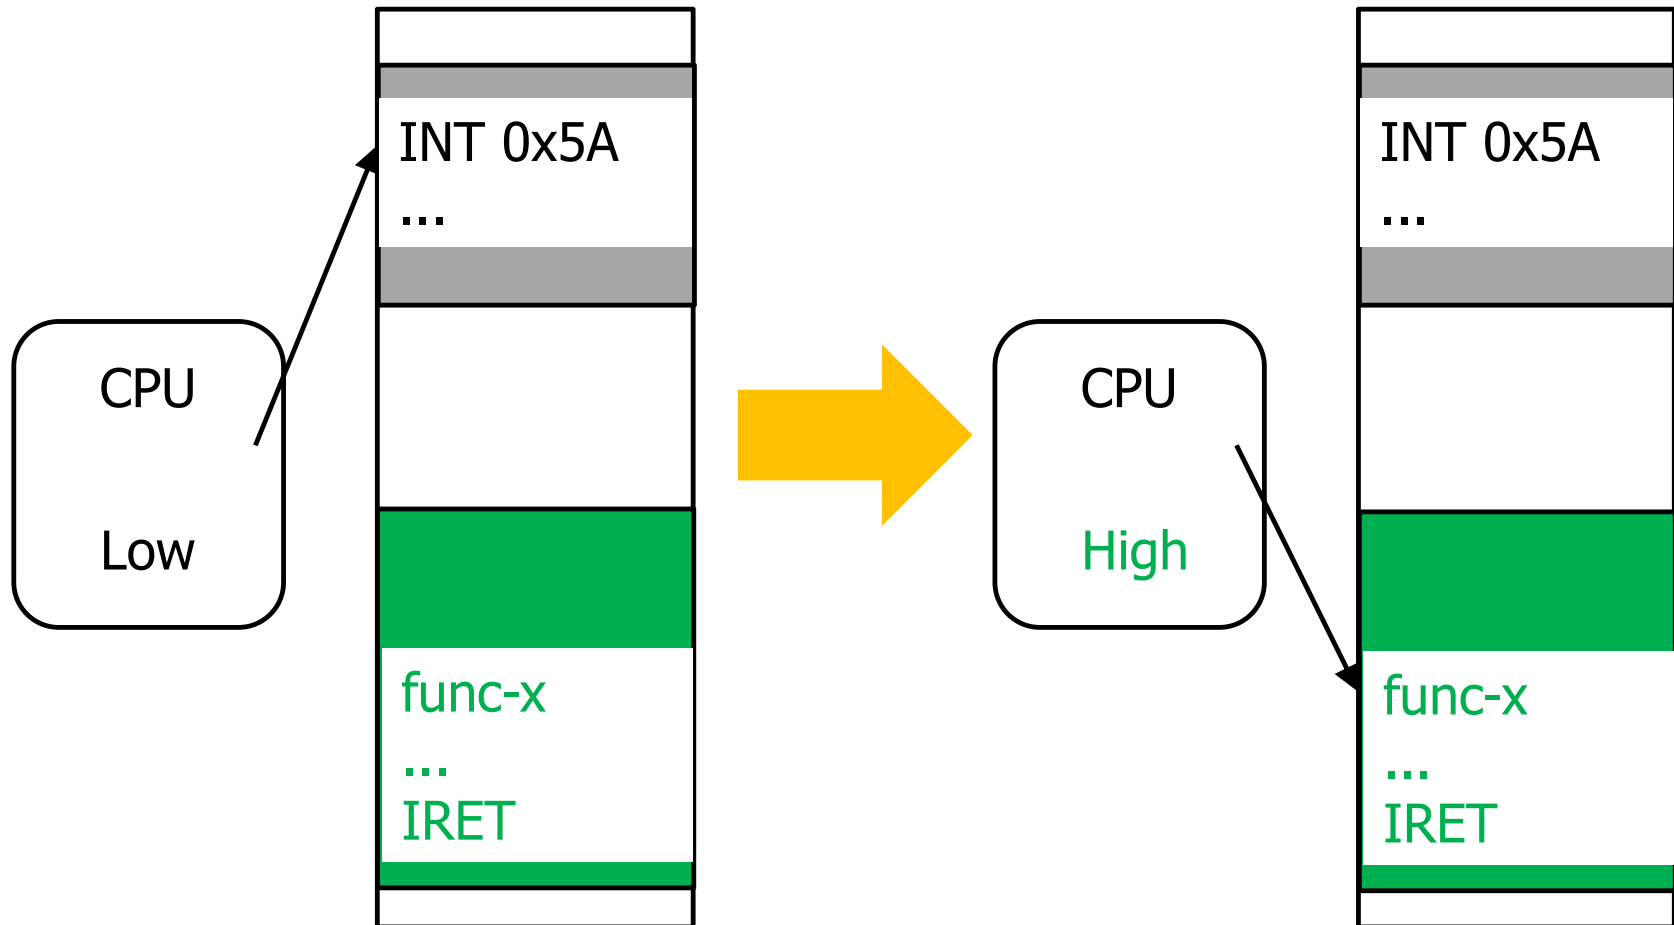 INT 0x5A
...
CPU
Low
func-x
...
IRET
INT 0x5A
...
CPU
High
func-x
...
IRET